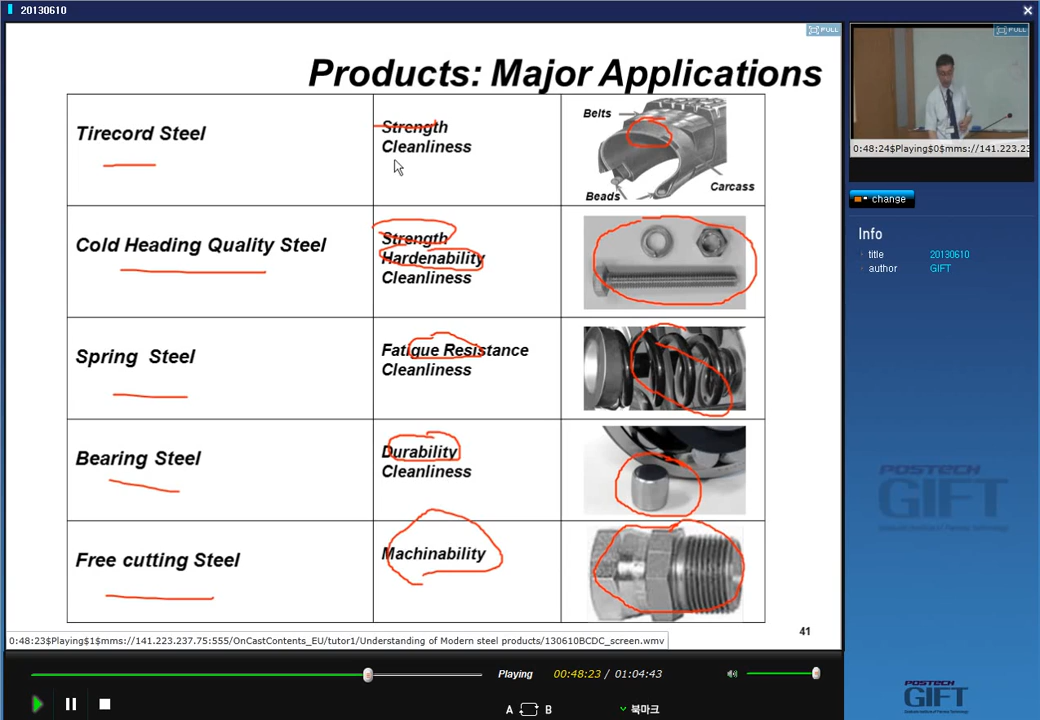 20130610
FULL
Products: Major Applications
Tirecord Steel
Strength
Cleanliness
Belts
Carcass
Beads
Cold Heading Quality Steel
Strength
Hardenability
Cleanliness
Spring Steel
Fatigue Resistance
Cleanliness
Bearing Steel
Durability
Cleanliness
Free cutting Steel
Machinability
41
0:48:23$Playing$1$mms://141.223.237.75:555/OnCastContents_EU/tutor1/Understanding of Modern steel products/130610BCDC_screen.wmv
Playing
00:48:23 / 01:04:43
A B
북마크
FULL
0:48:24$Playing$0$mms://141.223.23
change
Info
title 20130610
author GIFT
POSTECH
GIFT
POSTECH
GIFT